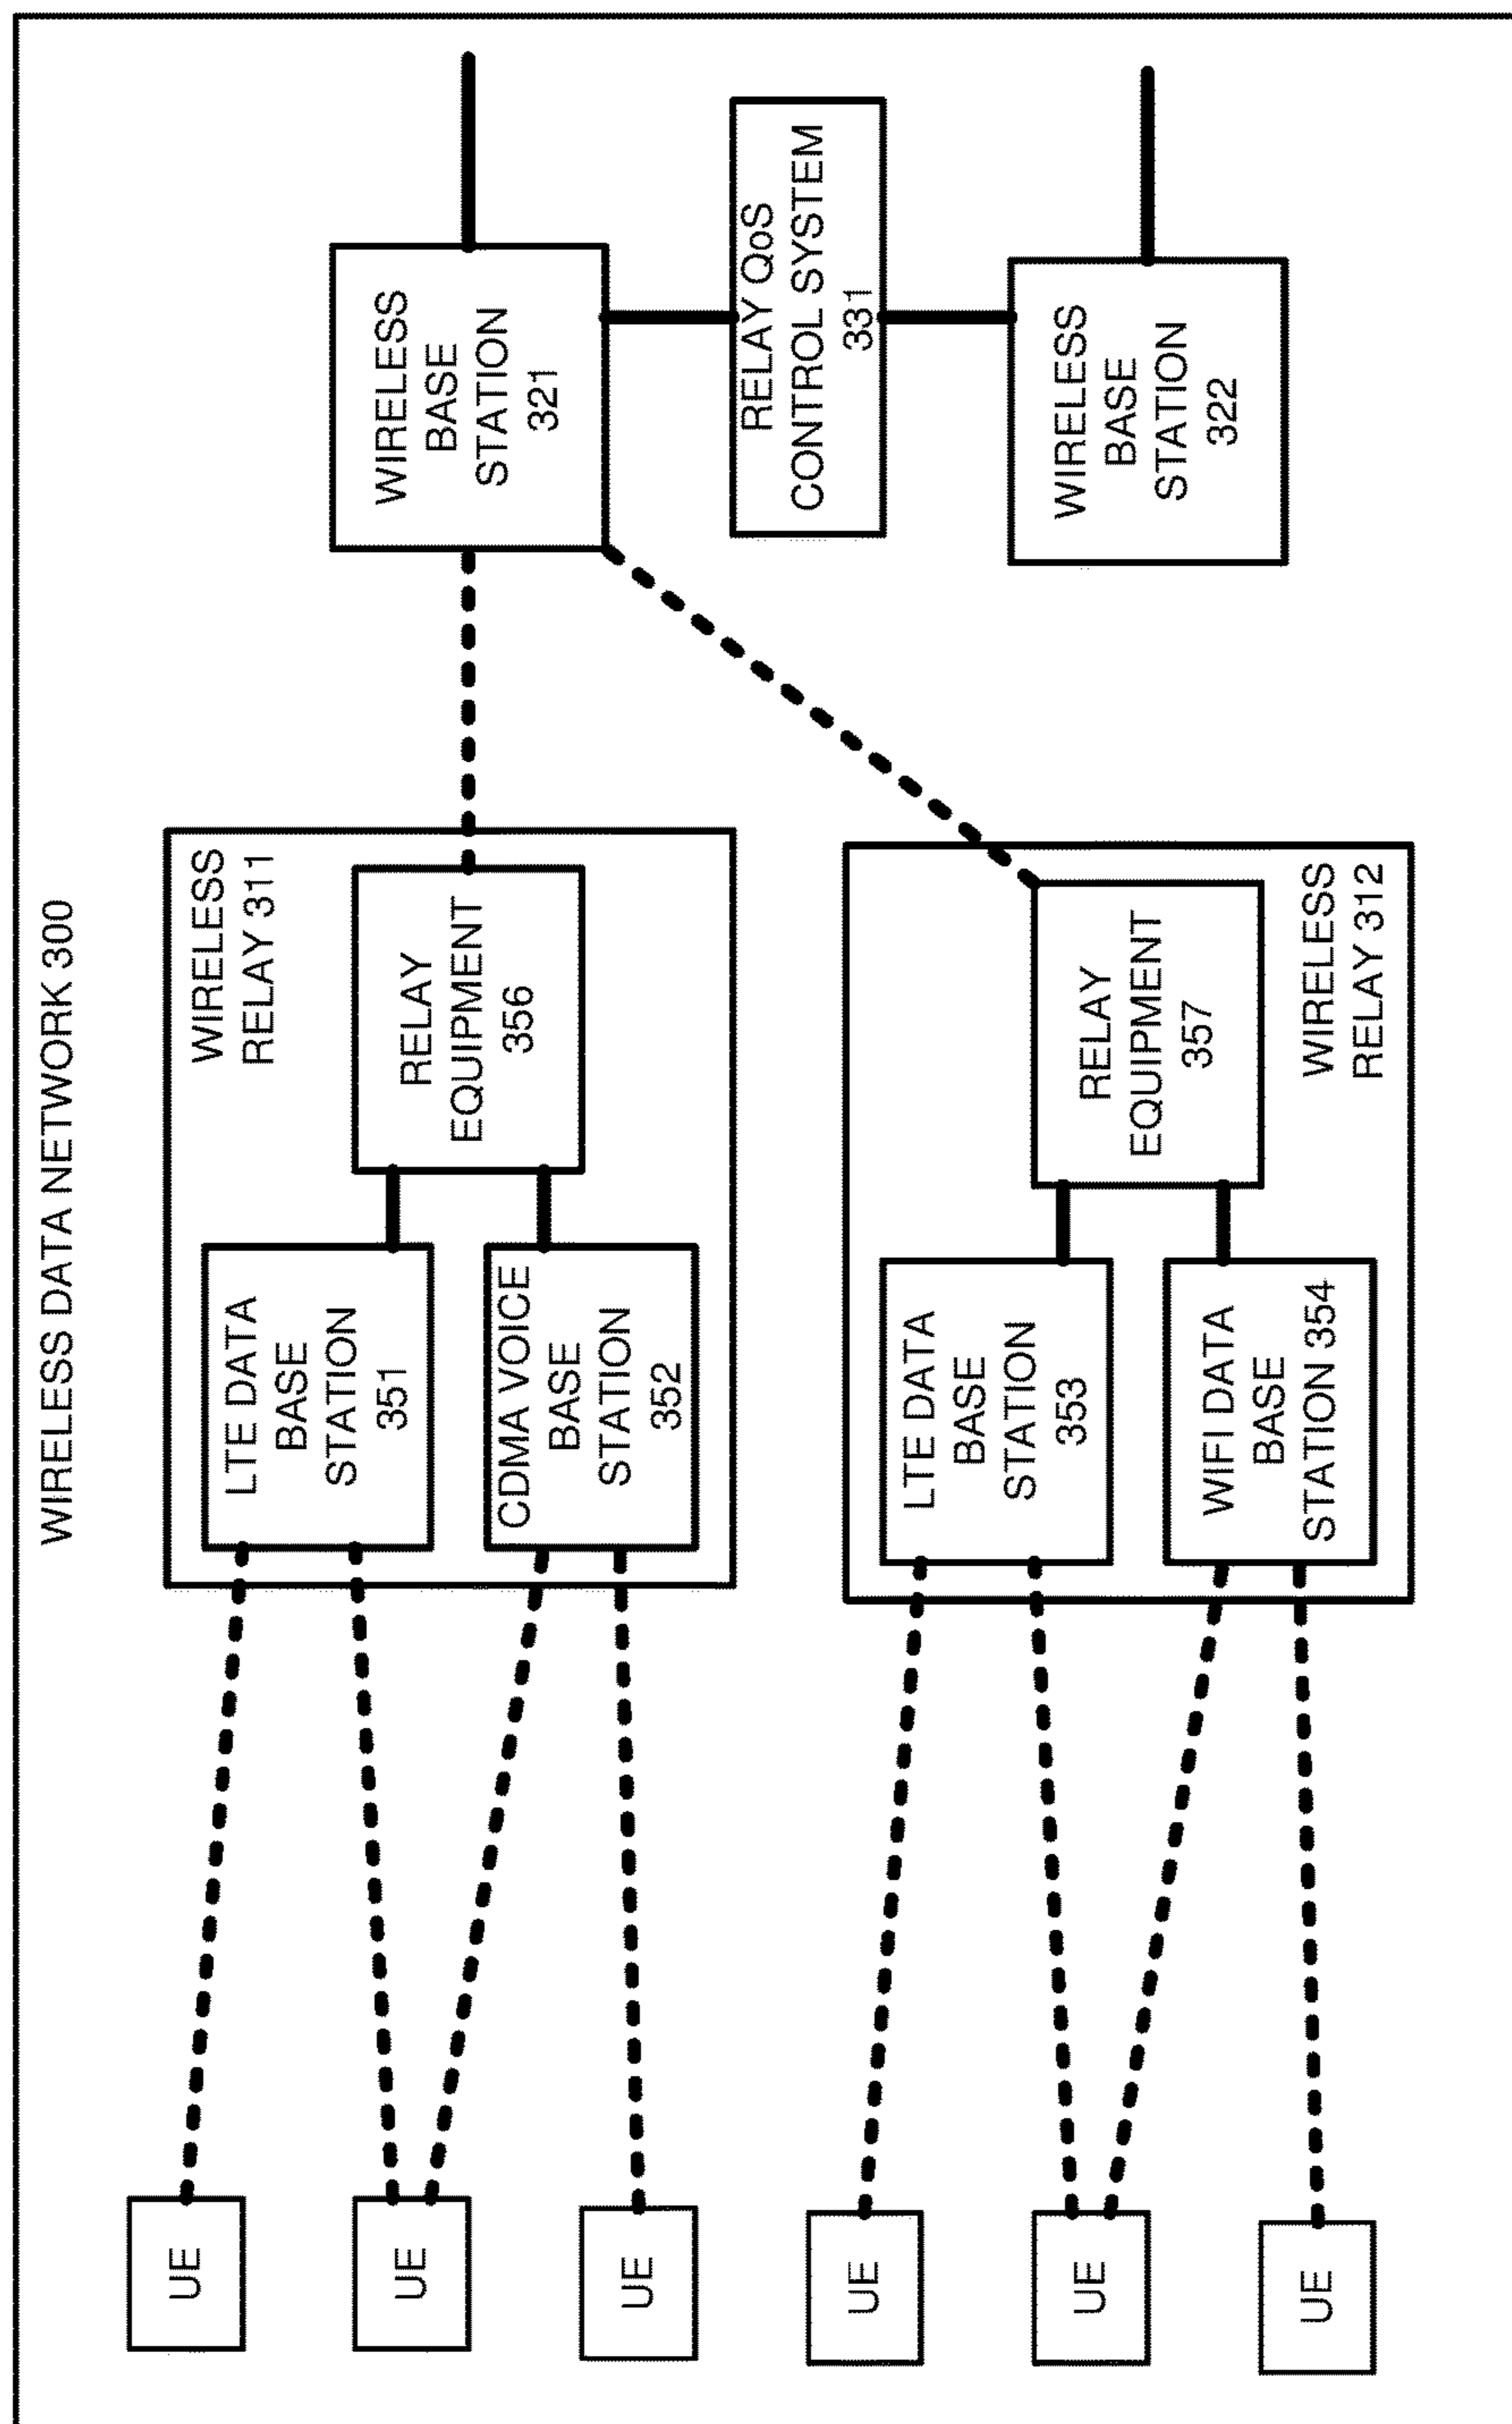 WIRELESS DATA NETWORK 300
UE
UE
UE
UE
UE
UE
LTE DATA
BASE
STATION
351
CDMA VOICE
BASE
STATION
352
RELAY
EQUIPMENT
356
WIRELESS
RELAY 311
LTE DATA
BASE
STATION
353
WIFI DATA
BASE
STATION 354
RELAY
EQUIPMENT
357
WIRELESS
RELAY 312
WIRELESS
BASE
STATION
321
RELAY QoS
CONTROL SYSTEM
331
WIRELESS
BASE
STATION
322